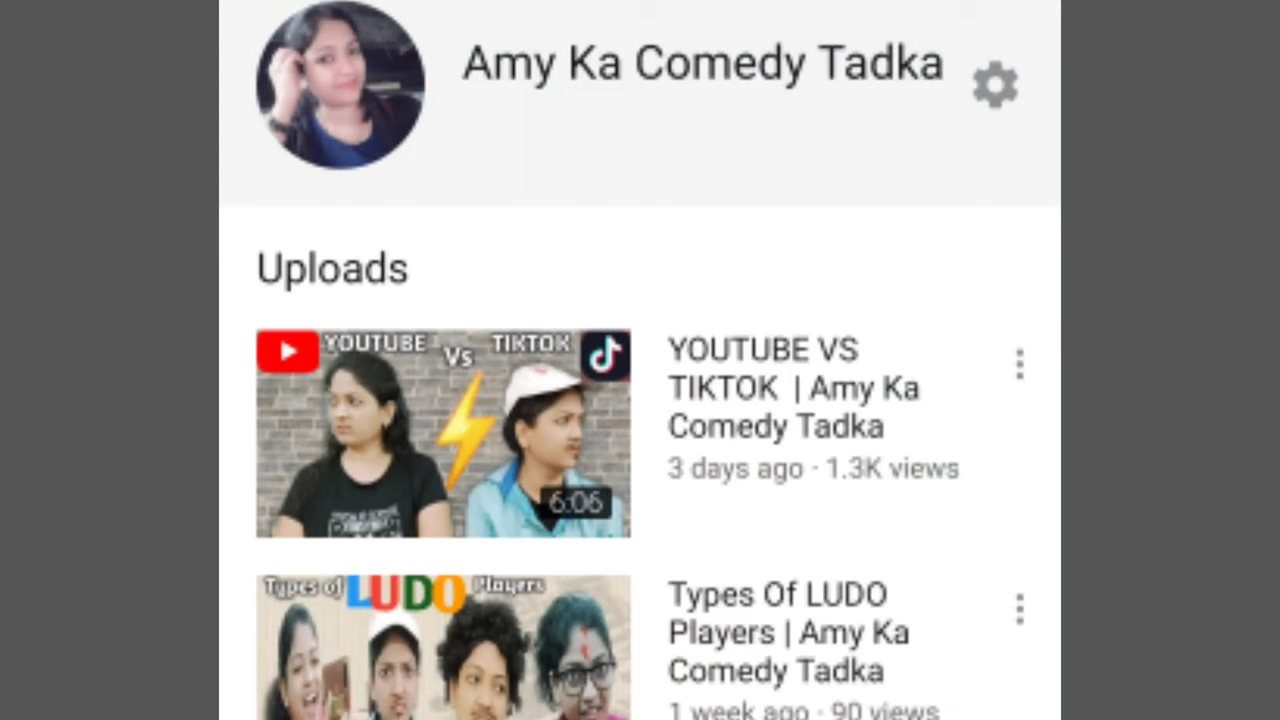 Amy Ka Comedy Tadka
Uploads
YOUTUBE Vs TIKTOK
6:06
YOUTUBE VS
TIKTOK | Amy Ka
Comedy Tadka
3 days ago · 1.3K views
Types of LUDO Players
Types Of LUDO
Players | Amy Ka
Comedy Tadka
1 week ago · 90 views